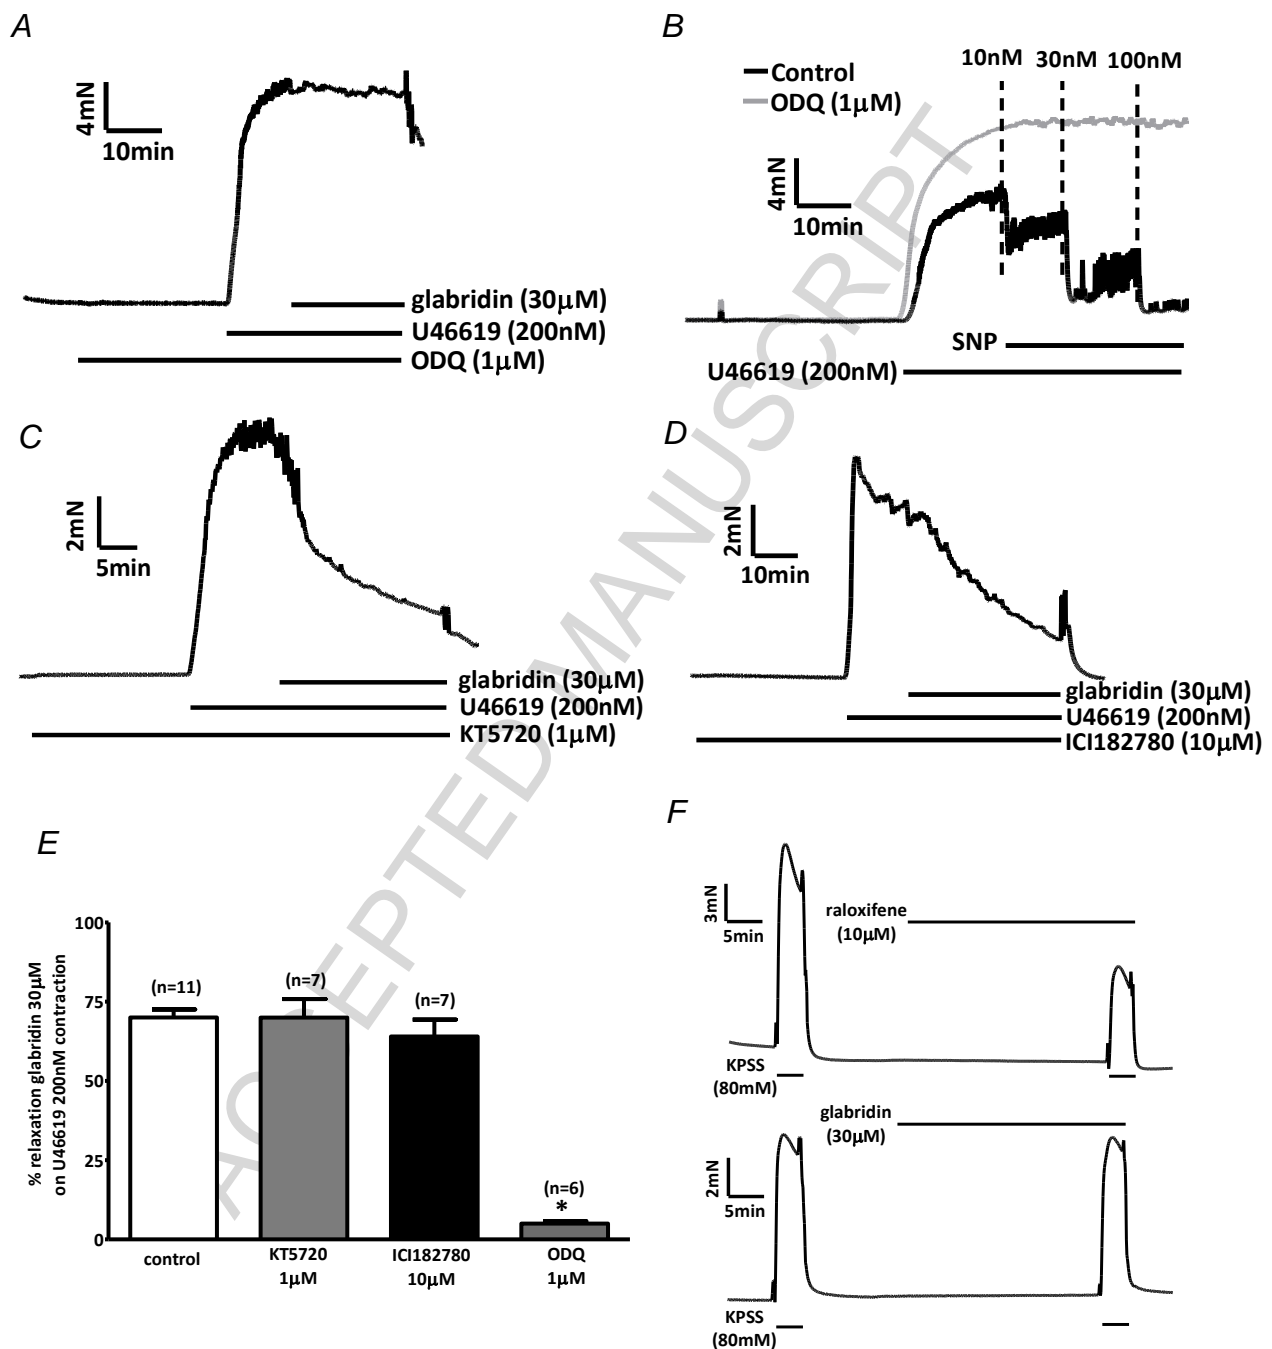 A
4mN
10min
glabridin (30μM)
U46619 (200nM)
ODQ (1μM)
B
Control
ODQ (1μM)
10nM 30nM 100nM
4mN
10min
SNP
U46619 (200nM)
C
2mN
5min
glabridin (30μM)
U46619 (200nM)
KT5720 (1μM)
D
2mN
10min
glabridin (30μM)
U46619 (200nM)
ICI182780 (10μM)
E
% relaxation glabridin 30μM
on U46619 200nM contraction
100
75
50
25
0
(n=11)
(n=7)
(n=7)
(n=6)
*
control
KT5720
1μM
ICI182780
10μM
ODQ
1μM
F
3mN
5min
raloxifene
(10μM)
KPSS
(80mM)
glabridin
(30μM)
2mN
5min
KPSS
(80mM)
ACCEPTED MANUSCRIPT